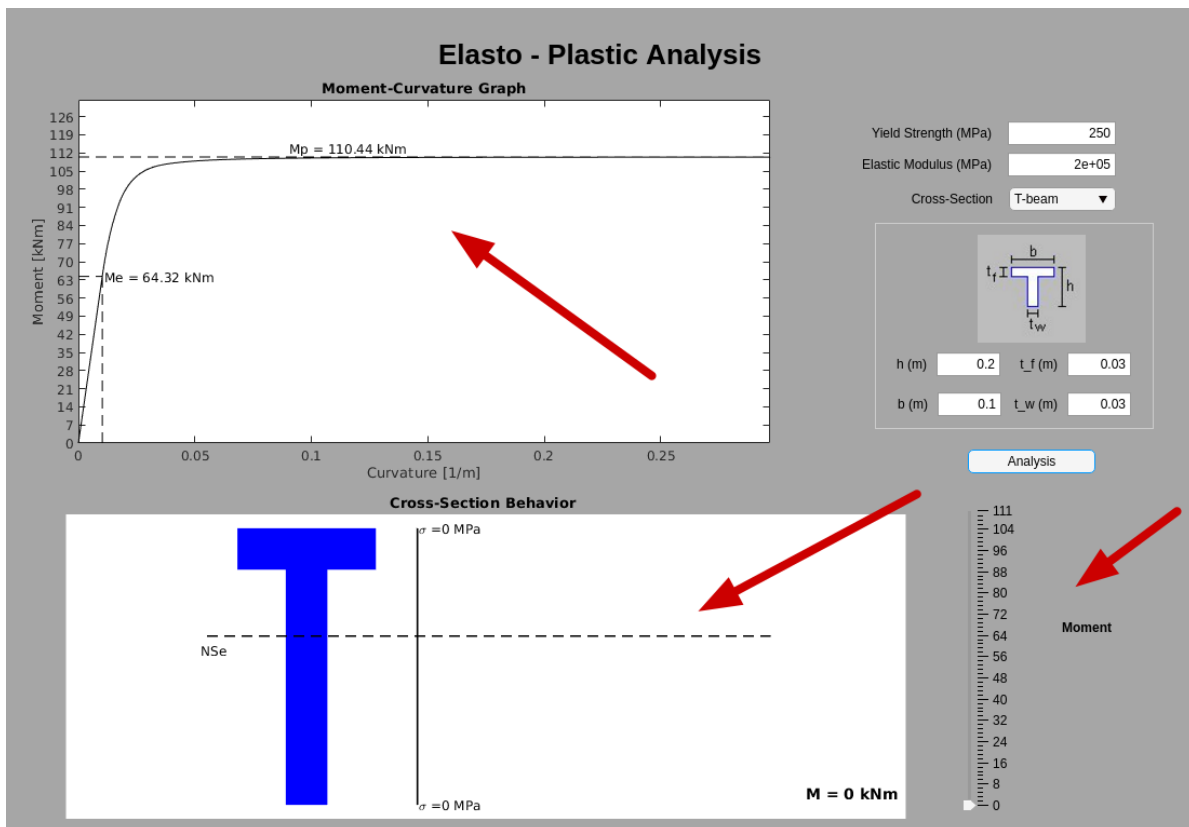 Elasto - Plastic Analysis
Moment-Curvature Graph
126
119
112
105
98
91
84
77
70
63
56
49
42
35
28
21
14
7
0
Moment [kNm]
Mp = 110.44 kNm
Me = 64.32 kNm
0 0.05 0.1 0.15 0.2 0.25
Curvature [1/m]
Yield Strength (MPa) 250
Elastic Modulus (MPa) 2e+05
Cross-Section T-beam
b
t_f h
t_w
h (m) 0.2 t_f (m) 0.03
b (m) 0.1 t_w (m) 0.03
Analysis
Cross-Section Behavior
σ =0 MPa
NSe
σ =0 MPa
M = 0 kNm
111
104
96
88
80
72
64
56
48
40
32
24
16
8
0
Moment